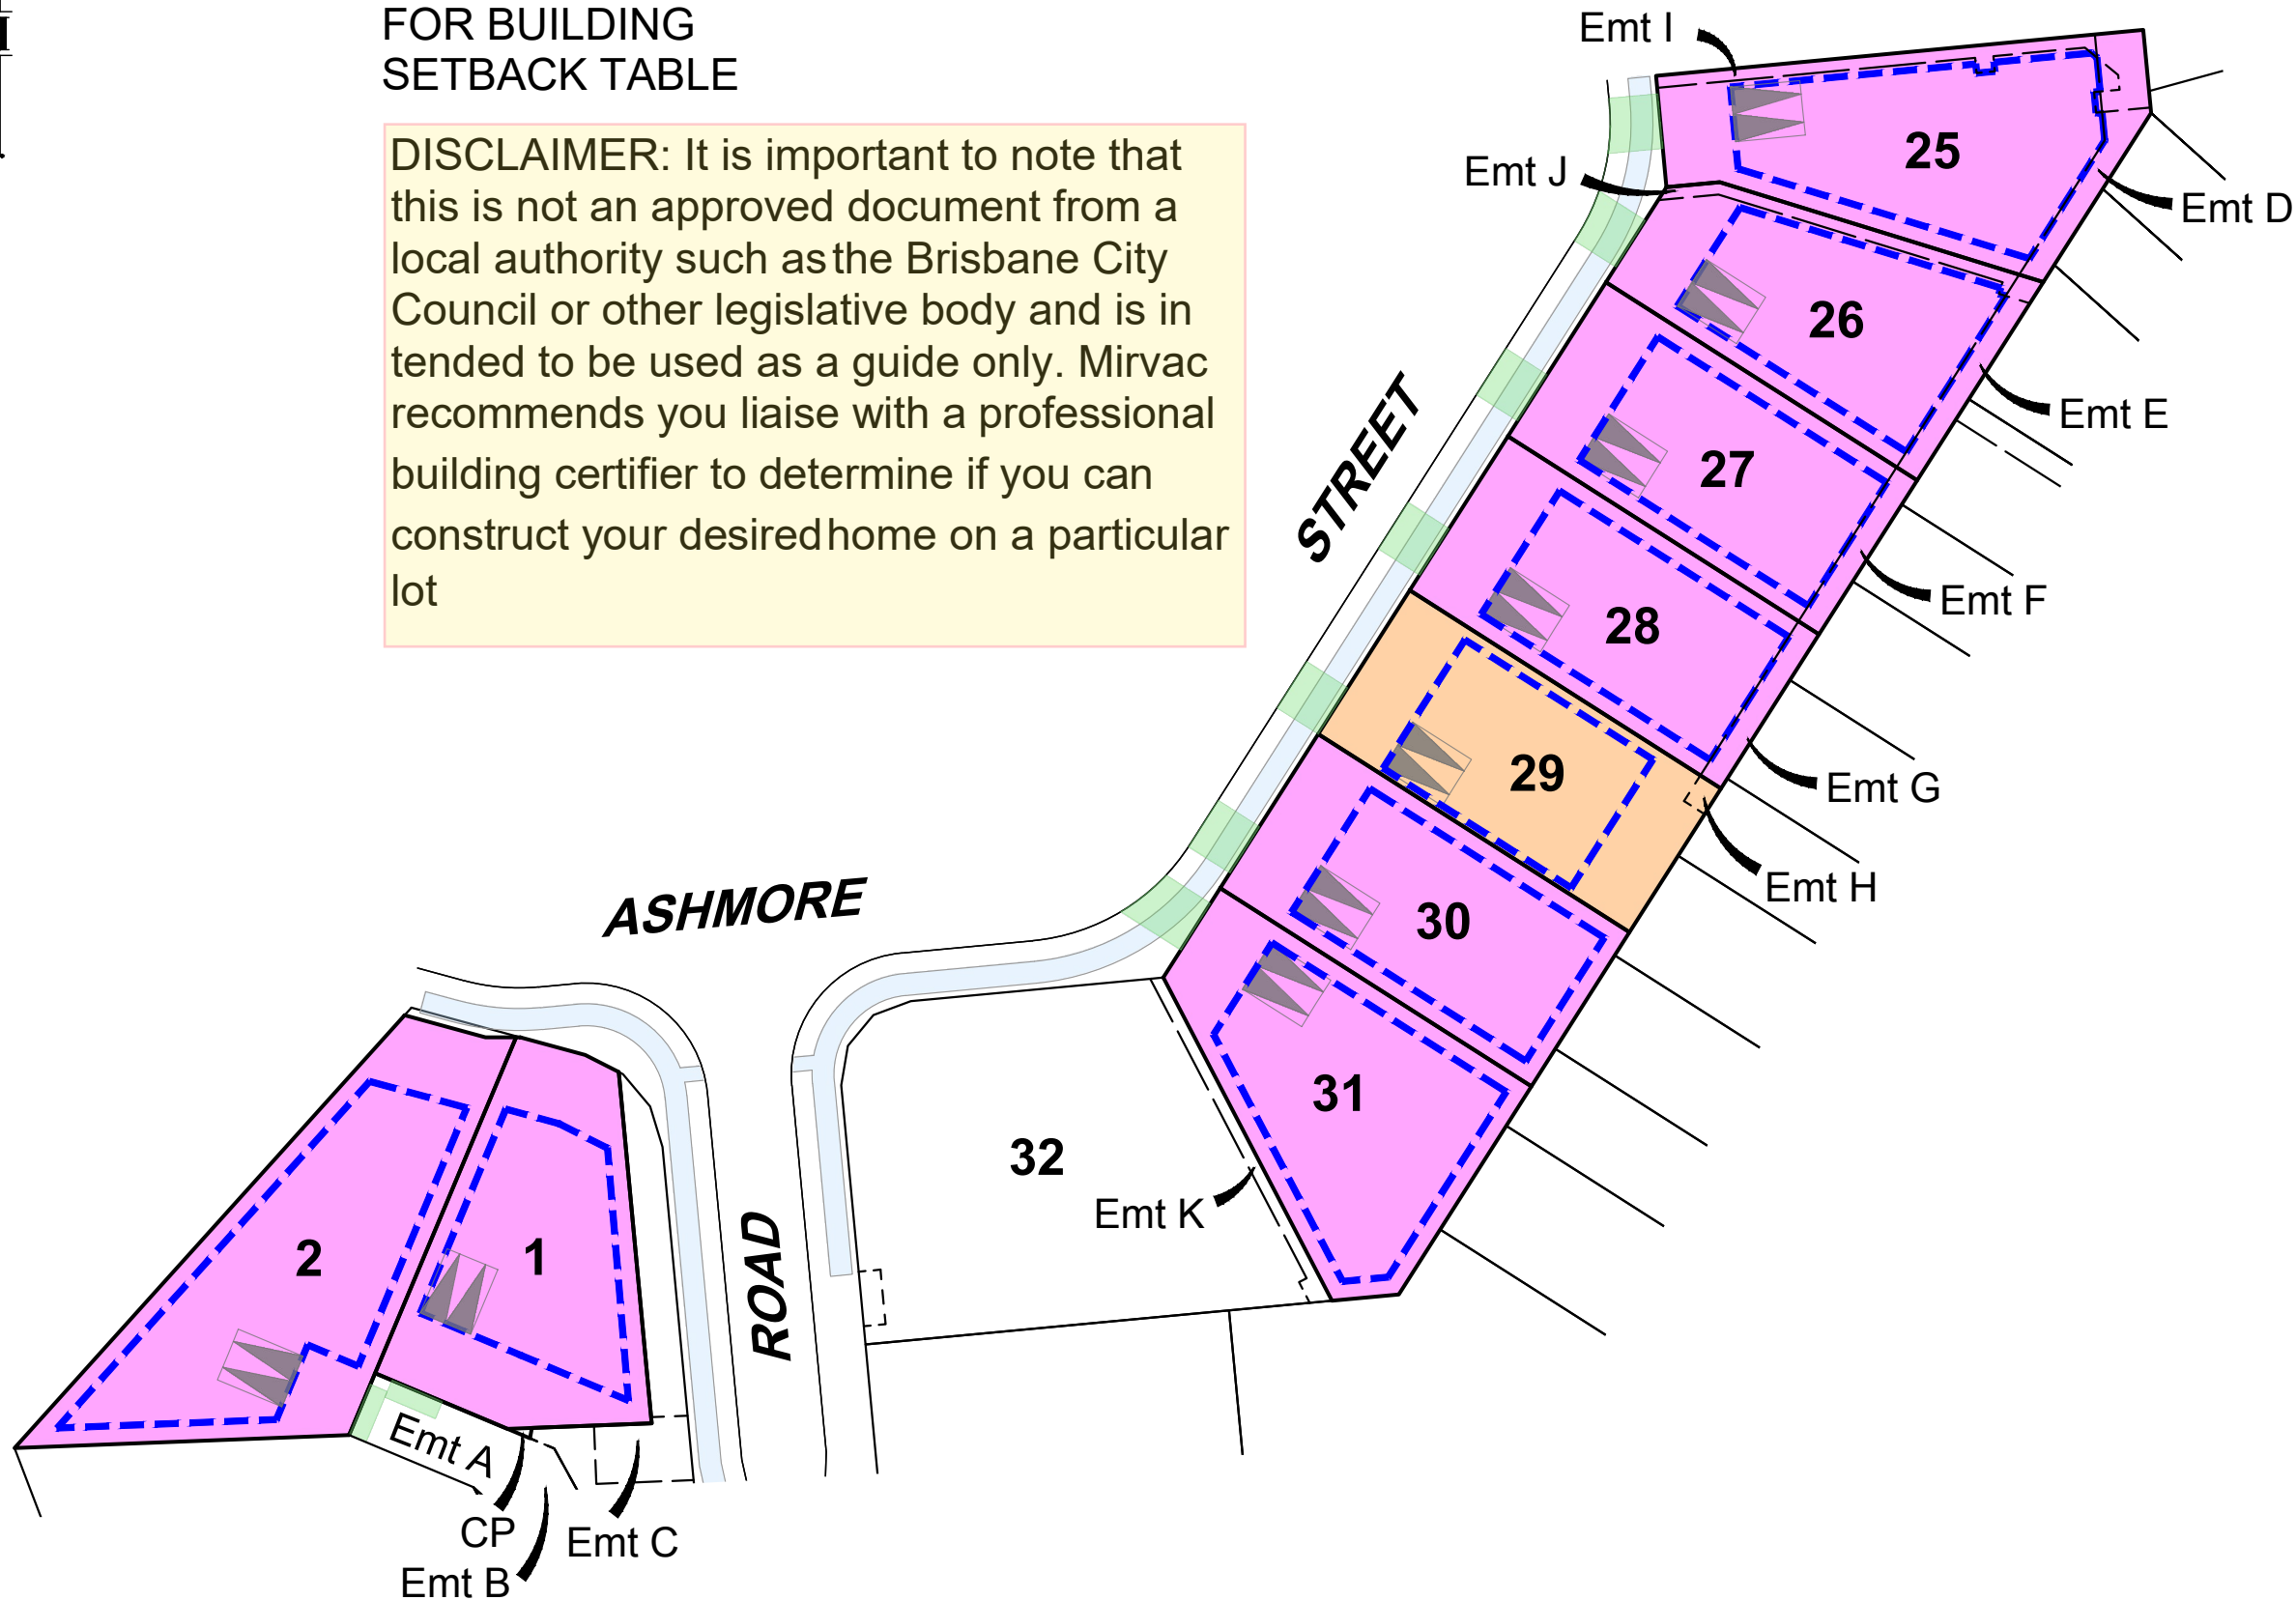 FOR BUILDING
SETBACK TABLE
DISCLAIMER: It is important to note that
this is not an approved document from a
local authority such as the Brisbane City
Council or other legislative body and is in
tended to be used as a guide only. Mirvac
recommends you liaise with a professional
building certifier to determine if you can
construct your desired home on a particular
lot
Emt I
25
Emt J
Emt D
26
Emt E
STREET
27
Emt F
28
Emt G
29
Emt H
ASHMORE
30
31
32
Emt K
ROAD
2
1
Emt A
CP
Emt C
Emt B